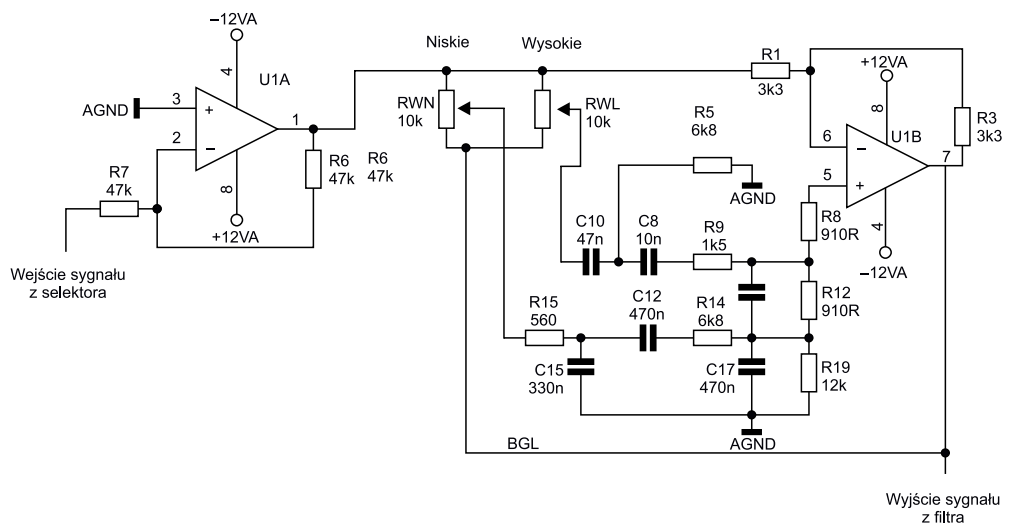 –12VA
4
U1A
AGND
3
+
2
–
1
8
+12VA
R7
47k
R6
47k
R6
47k
Wejście sygnału
z selektora
Niskie
Wysokie
RWN
10k
RWL
10k
R1
3k3
R5
6k8
AGND
+12VA
8
U1B
6
–
5
+
7
4
–12VA
R3
3k3
R8
910R
C10
47n
C8
10n
R9
1k5
R12
910R
R15
560
C12
470n
R14
6k8
C15
330n
C17
470n
R19
12k
AGND
BGL
Wyjście sygnału
z filtra